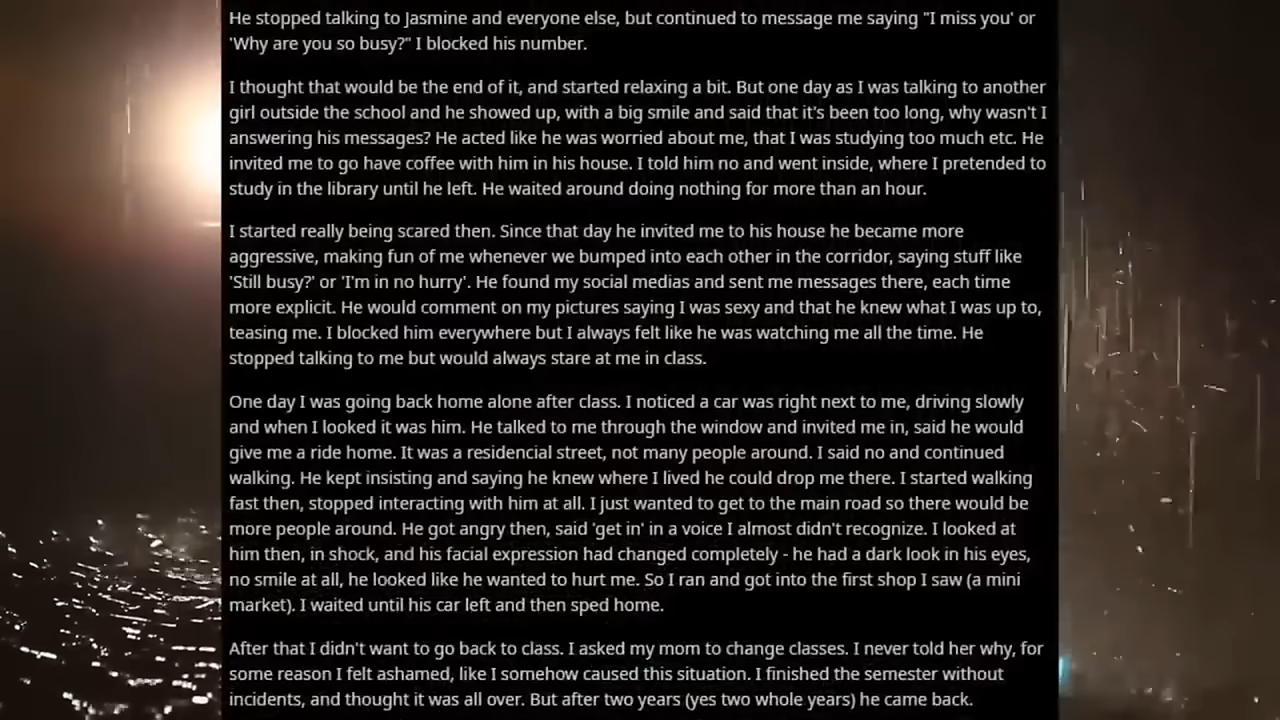 He stopped talking to Jasmine and everyone else, but continued to message me saying "I miss you' or
'Why are you so busy?" I blocked his number.
I thought that would be the end of it, and started relaxing a bit. But one day as I was talking to another
girl outside the school and he showed up, with a big smile and said that it's been too long, why wasn't I
answering his messages? He acted like he was worried about me, that I was studying too much etc. He
invited me to go have coffee with him in his house. I told him no and went inside, where I pretended to
study in the library until he left. He waited around doing nothing for more than an hour.
I started really being scared then. Since that day he invited me to his house he became more
aggressive, making fun of me whenever we bumped into each other in the corridor, saying stuff like
'Still busy?' or 'I'm in no hurry'. He found my social medias and sent me messages there, each time
more explicit. He would comment on my pictures saying I was sexy and that he knew what I was up to,
teasing me. I blocked him everywhere but I always felt like he was watching me all the time. He
stopped talking to me but would always stare at me in class.
One day I was going back home alone after class. I noticed a car was right next to me, driving slowly
and when I looked it was him. He talked to me through the window and invited me in, said he would
give me a ride home. It was a residencial street, not many people around. I said no and continued
walking. He kept insisting and saying he knew where I lived he could drop me there. I started walking
fast then, stopped interacting with him at all. I just wanted to get to the main road so there would be
more people around. He got angry then, said 'get in' in a voice I almost didn't recognize. I looked at
him then, in shock, and his facial expression had changed completely - he had a dark look in his eyes,
no smile at all, he looked like he wanted to hurt me. So I ran and got into the first shop I saw (a mini
market). I waited until his car left and then sped home.
After that I didn't want to go back to class. I asked my mom to change classes. I never told her why, for
some reason I felt ashamed, like I somehow caused this situation. I finished the semester without
incidents, and thought it was all over. But after two years (yes two whole years) he came back.